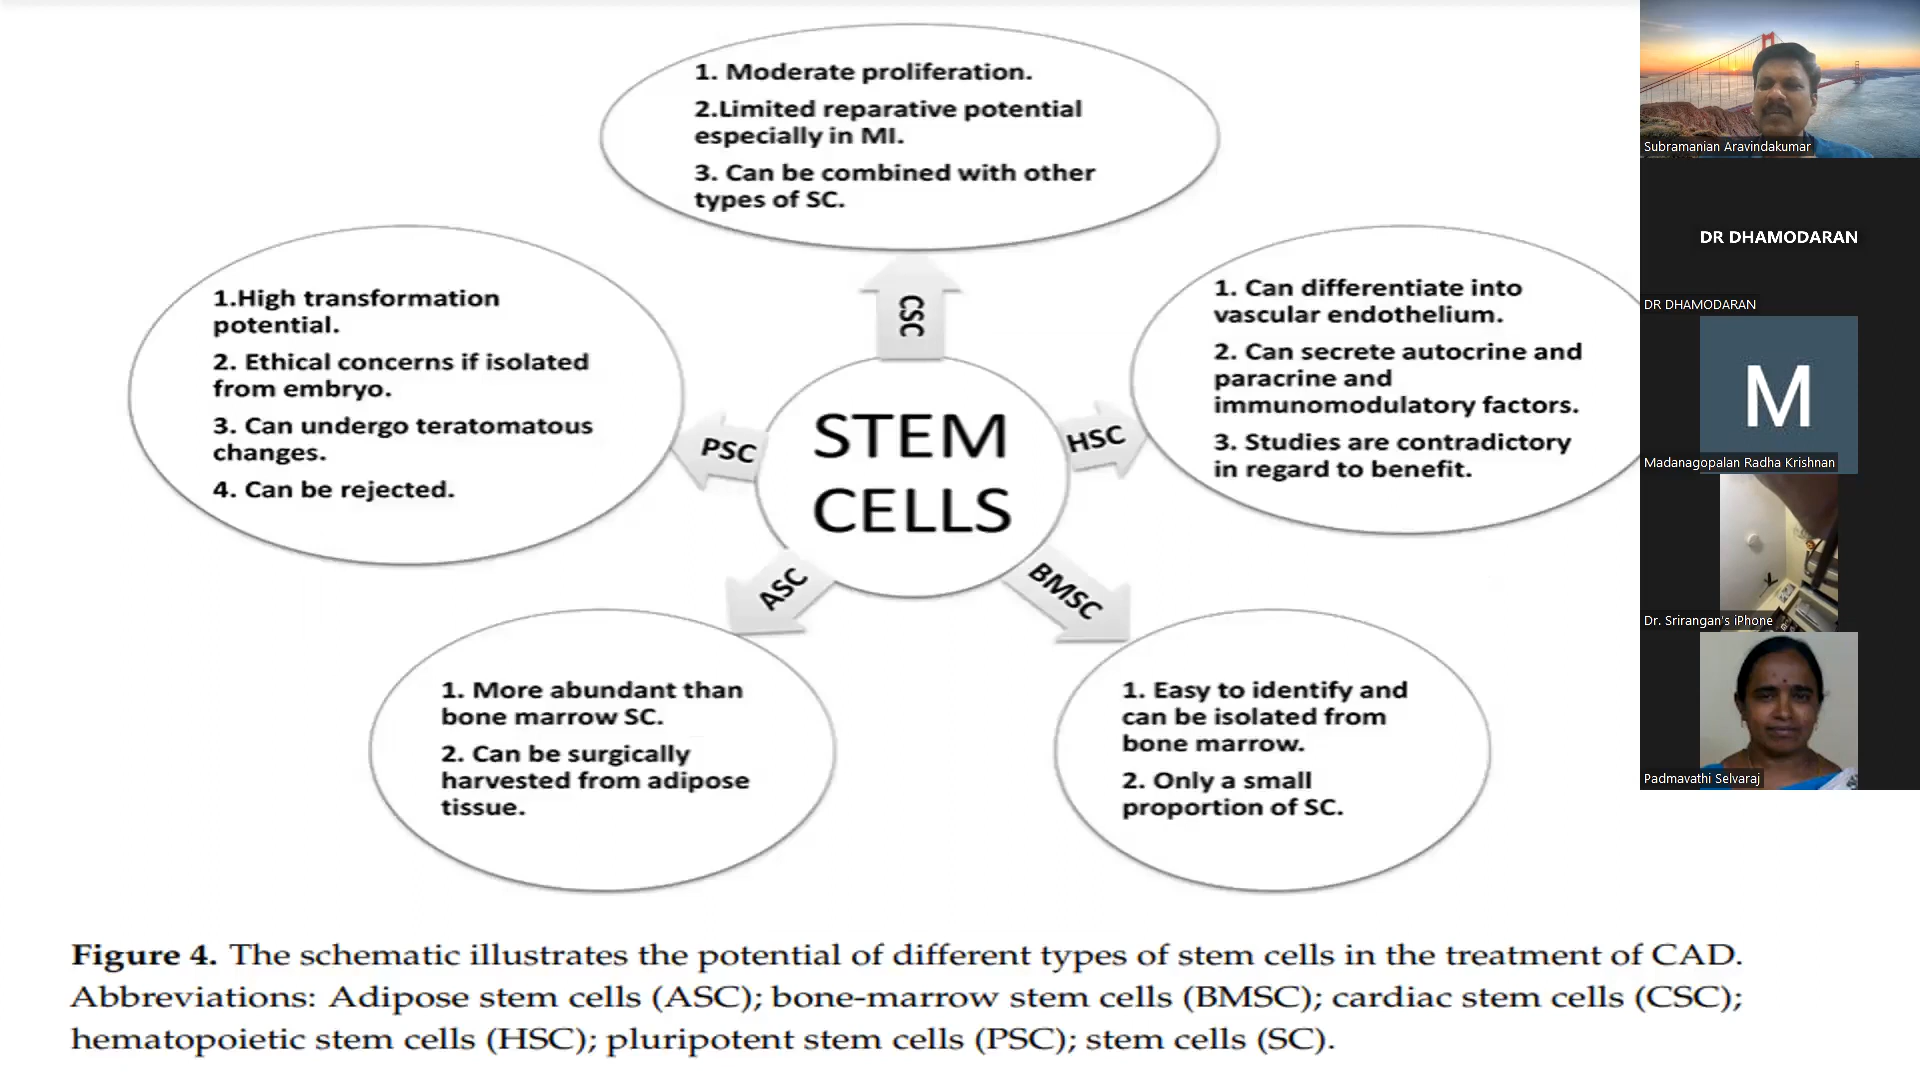 1. Moderate proliferation.
2.Limited reparative potential
especially in MI.
3. Can be combined with other
types of SC.
CSC
1.High transformation
potential.
2. Ethical concerns if isolated
from embryo.
3. Can undergo teratomatous
changes.
4. Can be rejected.
PSC
STEM
CELLS
HSC
1. Can differentiate into
vascular endothelium.
2. Can secrete autocrine and
paracrine and
immunomodulatory factors.
3. Studies are contradictory
in regard to benefit.
ASC
BMSC
1. More abundant than
bone marrow SC.
2. Can be surgically
harvested from adipose
tissue.
1. Easy to identify and
can be isolated from
bone marrow.
2. Only a small
proportion of SC.
Figure 4. The schematic illustrates the potential of different types of stem cells in the treatment of CAD.
Abbreviations: Adipose stem cells (ASC); bone-marrow stem cells (BMSC); cardiac stem cells (CSC);
hematopoietic stem cells (HSC); pluripotent stem cells (PSC); stem cells (SC).
Subramanian Aravindakumar
DR DHAMODARAN
DR DHAMODARAN
M
Madanagopalan Radha Krishnan
Dr. Srirangan's iPhone
Padmavathi Selvaraj